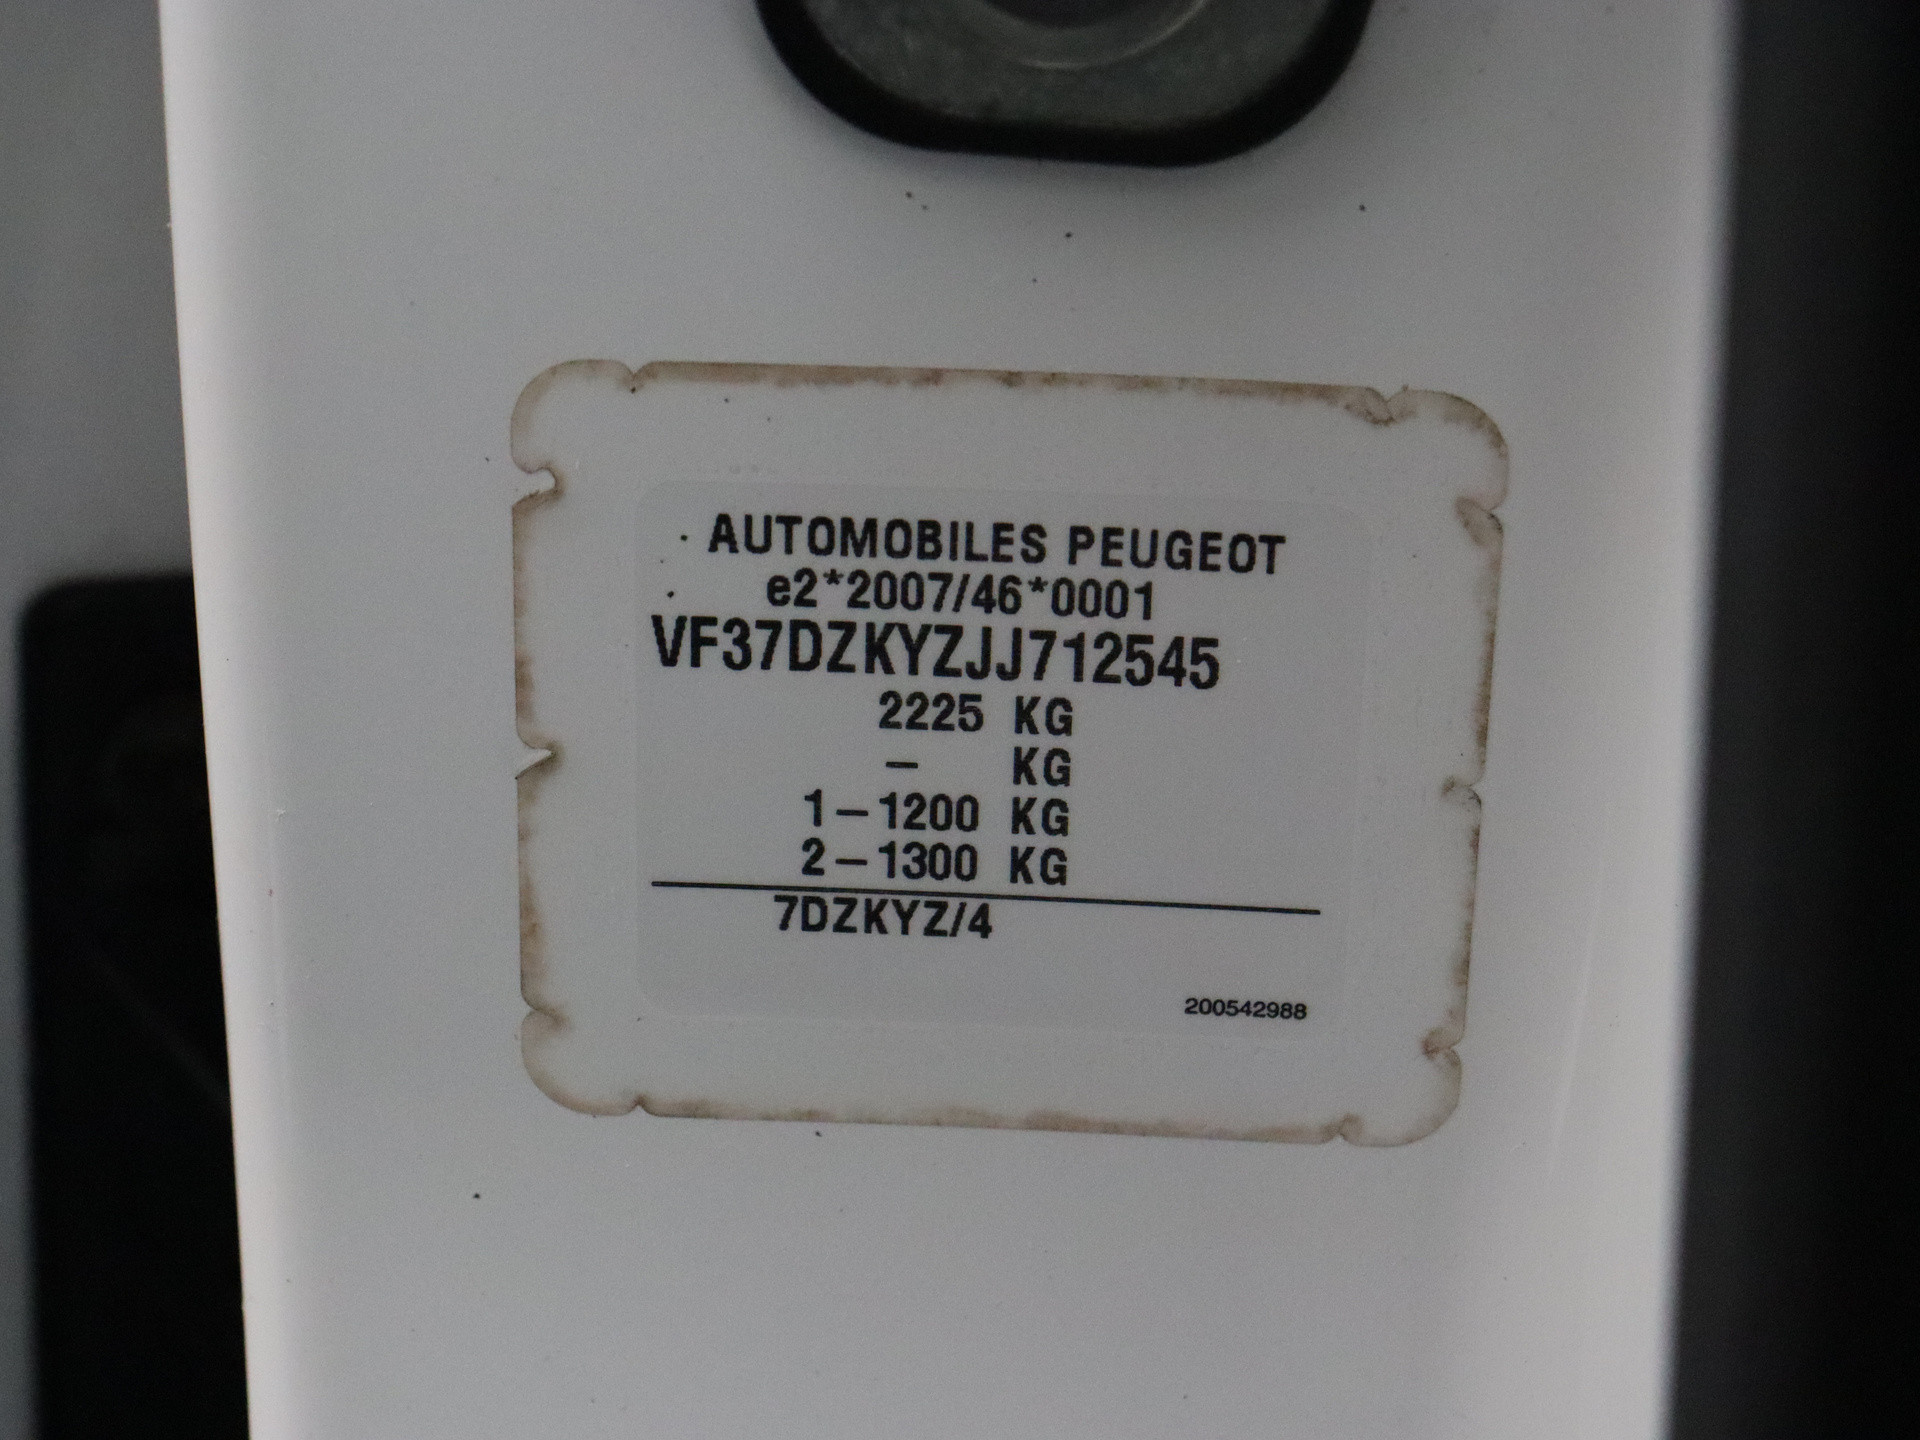 AUTOMOBILES PEUGEOT
e2*2007/46*0001
VF37DZKYZJJ712545
2225 KG
– KG
1–1200 KG
2–1300 KG
7DZKYZ/4
200542988